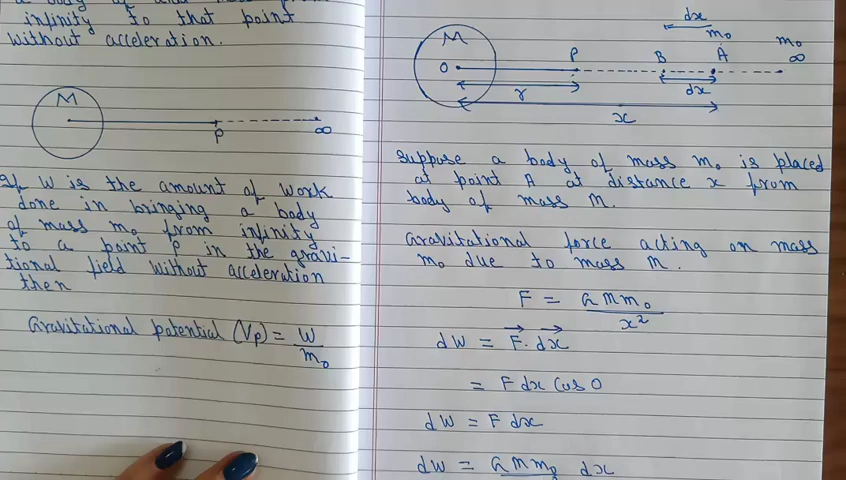 infinity to that point
without acceleration.
M
P
∞
If W is the amount of work
done in bringing a body
of mass m₀ from infinity
to a point P in the gravi-
tional field without acceleration
then
Gravitational potential (Vp) = W/m₀
dx
m₀
m₀
M
O
P
B
A
∞
r
dx
x
Suppose a body of mass m₀ is placed
at point A at distance x from
body of mass M.
Gravitational force acting on mass
m₀ due to mass M.
F = GMm₀/x²
dW = F⃗. dx⃗
= F dx Cos 0
dW = F dx
dW = GMm₀ dx